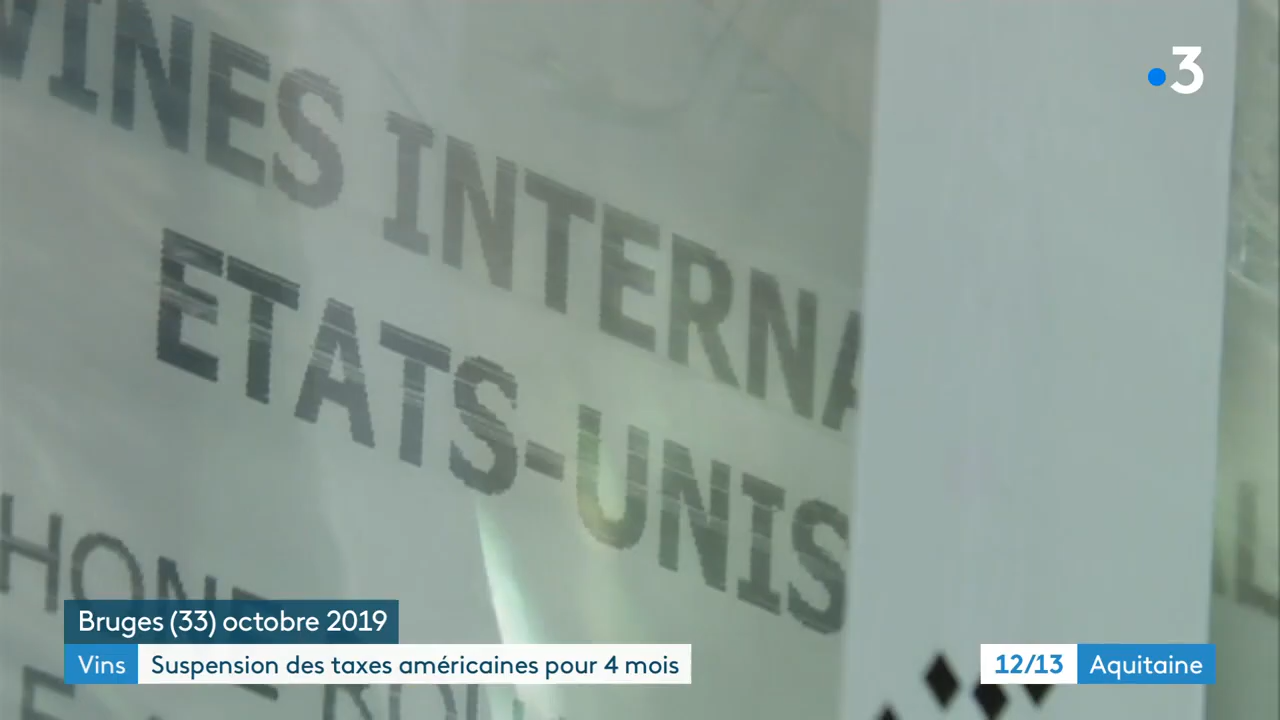 3
VINES INTERNA
ETATS-UNIS
HONE
Bruges (33) octobre 2019
Vins Suspension des taxes américaines pour 4 mois
12/13 Aquitaine